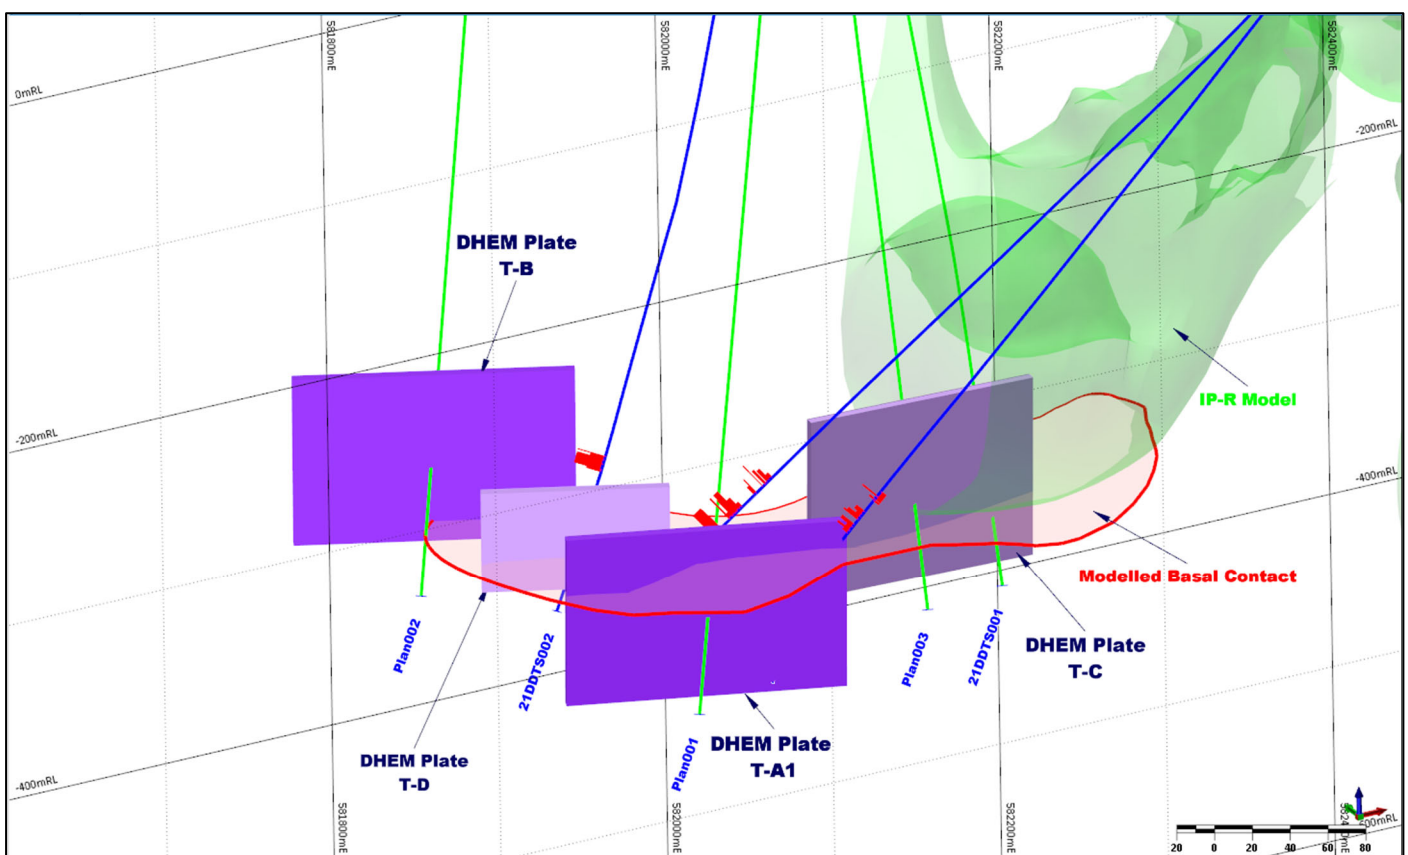 581800mE
582000mE
582200mE
582400mE
0mRL
-200mRL
DHEM Plate
T-B
IP-R Model
-200mRL
-400mRL
Modelled Basal Contact
Plan002
21DDTS002
Plan003
21DDTS001
DHEM Plate
T-C
DHEM Plate
T-A1
Plan001
DHEM Plate
T-D
-400mRL
581800mE
582000mE
582200mE
20 0 20 40 60 80